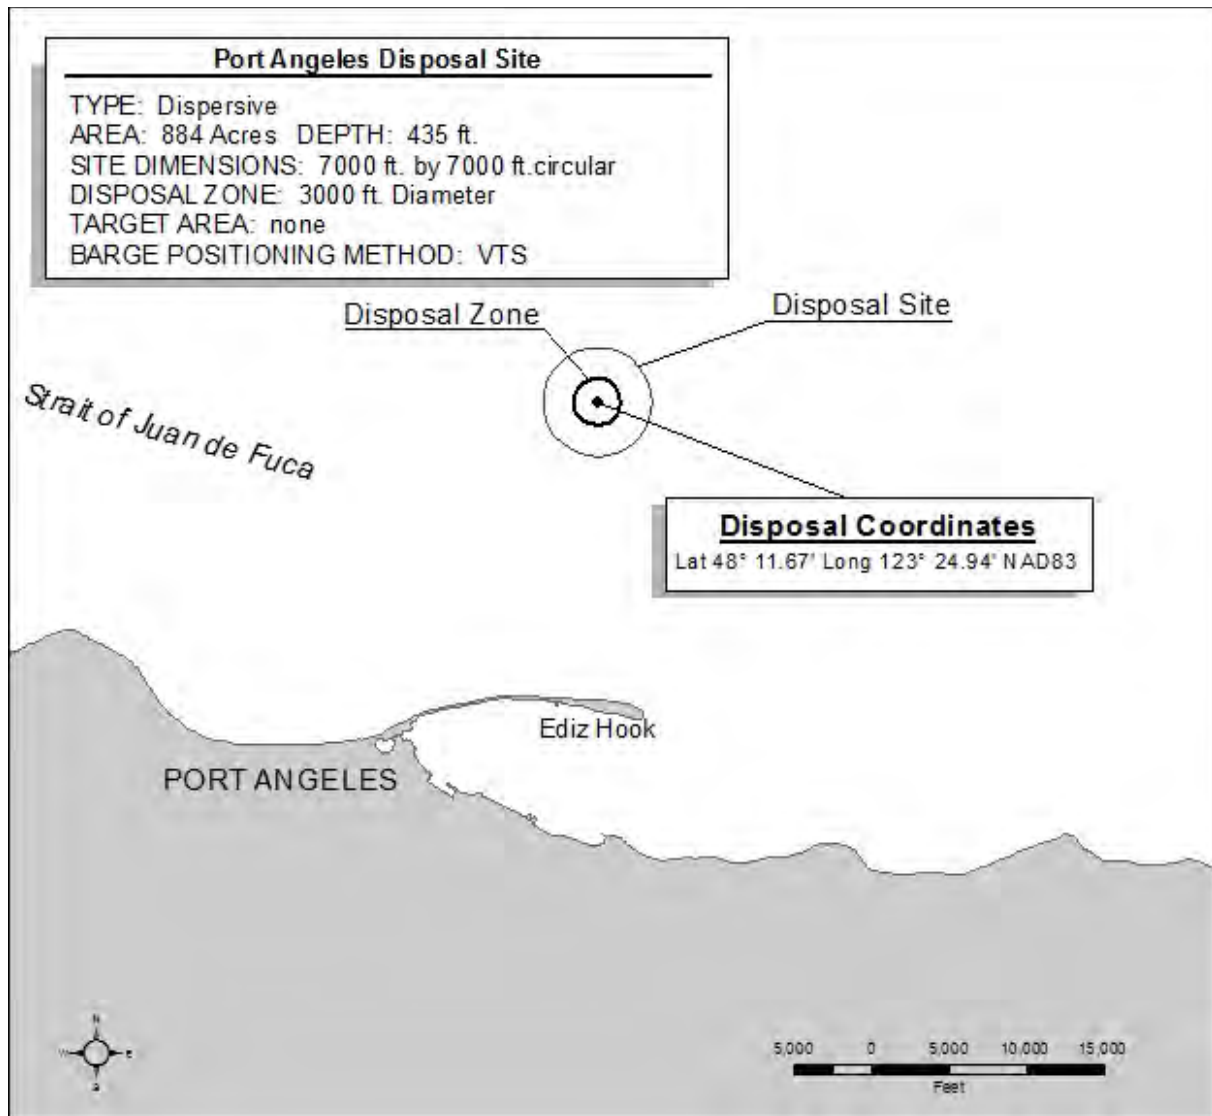 Port Angeles Disposal Site
TYPE: Dispersive
AREA: 884 Acres DEPTH: 435 ft.
SITE DIMENSIONS: 7000 ft. by 7000 ft.circular
DISPOSAL ZONE: 3000 ft. Diameter
TARGET AREA: none
BARGE POSITIONING METHOD: VTS
Disposal Zone
Disposal Site
Strait of Juan de Fuca
Disposal Coordinates
Lat 48° 11.67' Long 123° 24.94' NAD83
Ediz Hook
PORT ANGELES
N
W
E
S
5,000 0 5,000 10,000 15,000
Feet